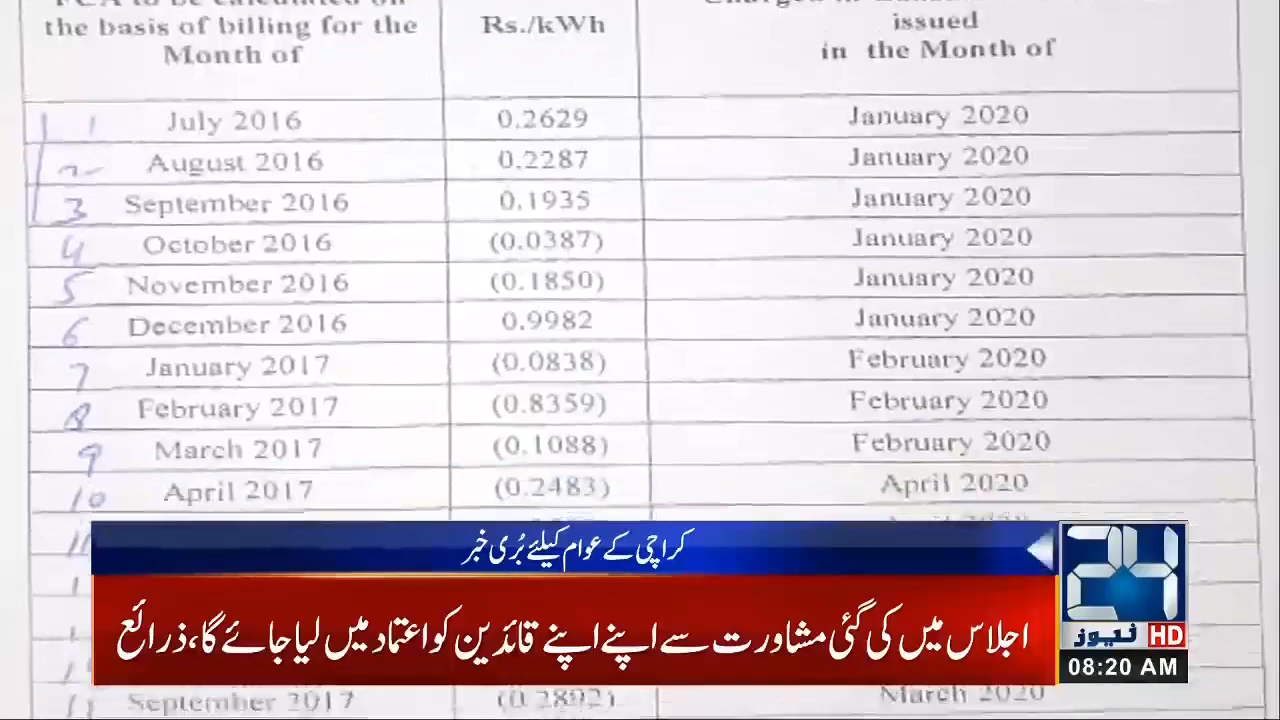 the basis of billing for the Rs./kWh issued
Month of in the Month of
1 July 2016 0.2629 January 2020
2 August 2016 0.2287 January 2020
3 September 2016 0.1935 January 2020
4 October 2016 (0.0387) January 2020
5 November 2016 (0.1850) January 2020
6 December 2016 0.9982 January 2020
7 January 2017 (0.0838) February 2020
8 February 2017 (0.8359) February 2020
9 March 2017 (0.1088) February 2020
10 April 2017 (0.2483) April 2020
کراچی کے عوام کیلئے بُری خبر
اجلاس میں کی گئی مشاورت سے اپنے اپنے قائدین کو اعتماد میں لیا جائے گا، ذرائع
24
نیوز HD
08:20 AM
September 2017 (0.2892) March 2020